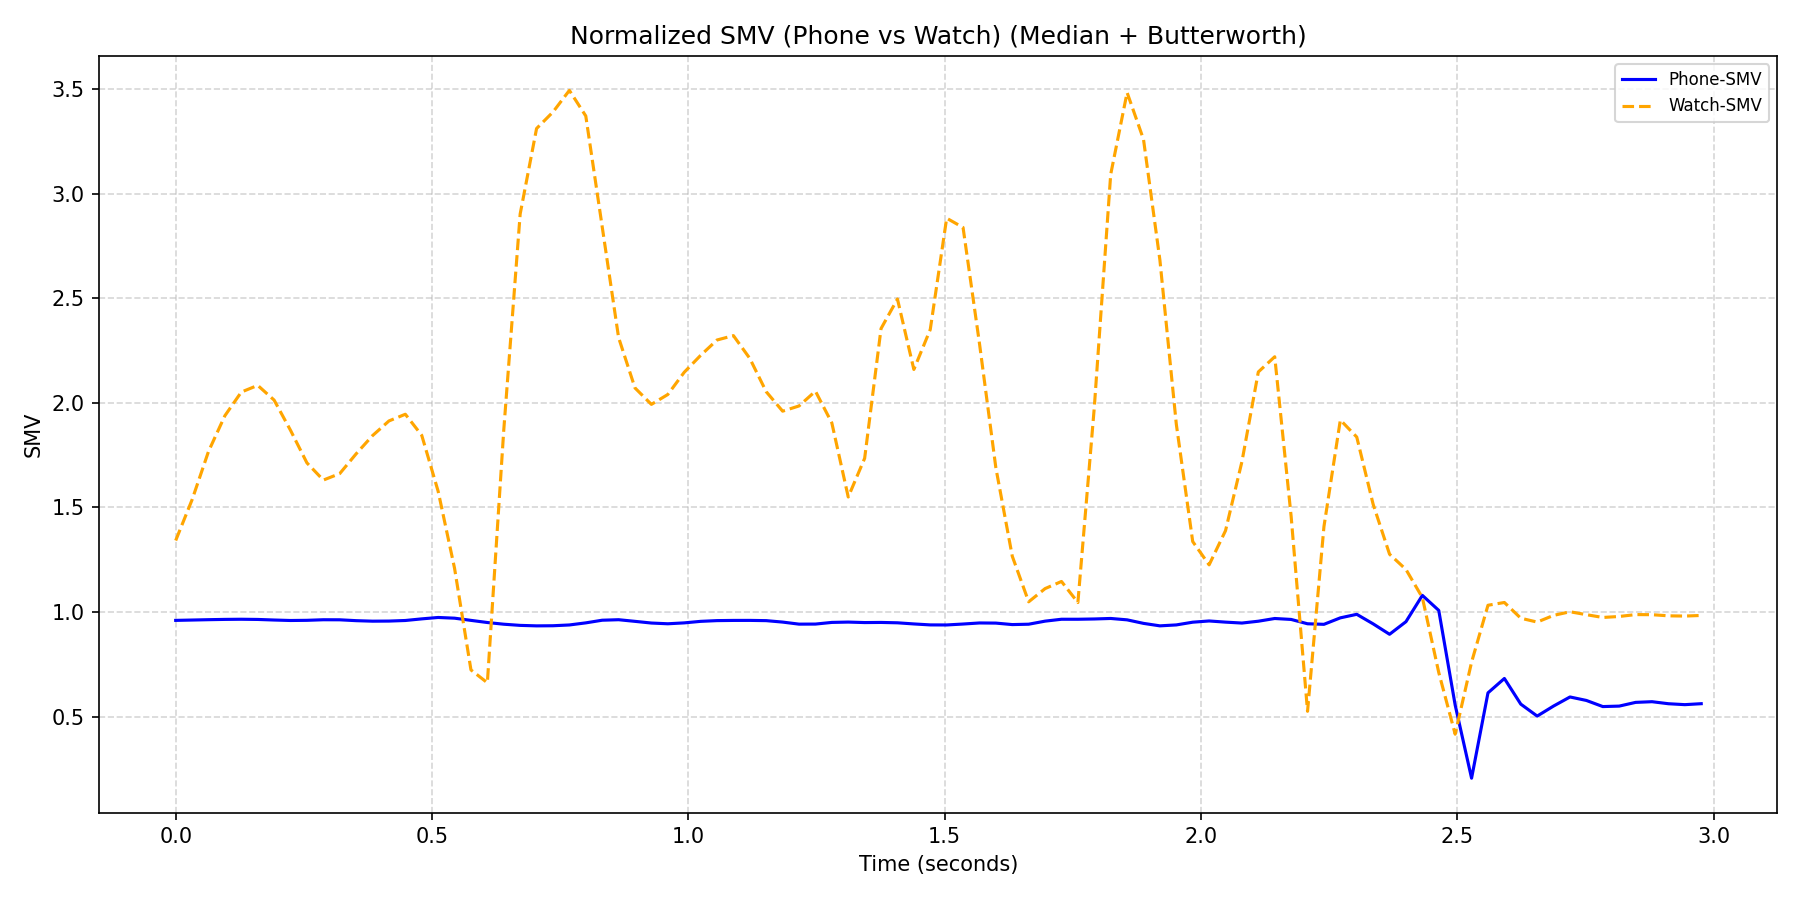 Normalized SMV (Phone vs Watch) (Median + Butterworth)
Phone-SMV
Watch-SMV
3.5
3.0
2.5
2.0
1.5
1.0
0.5
SMV
0.0 0.5 1.0 1.5 2.0 2.5 3.0
Time (seconds)